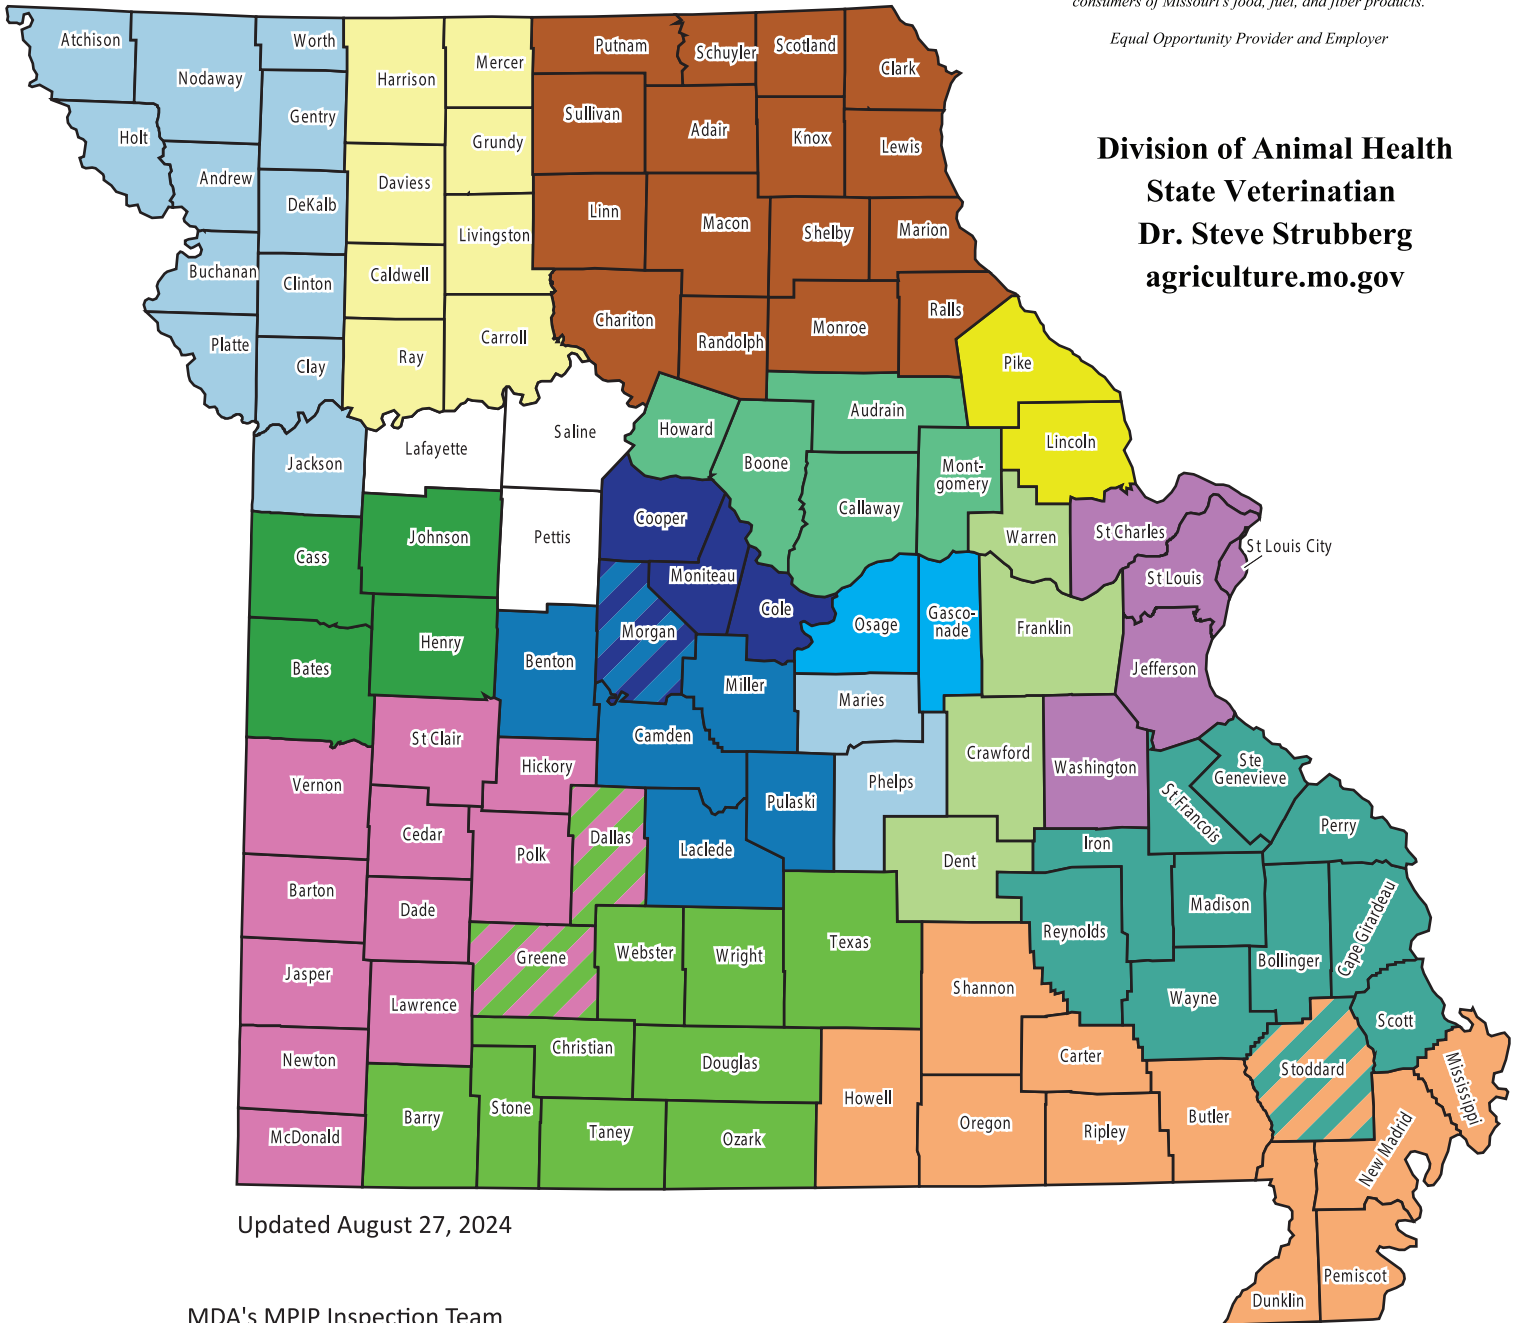 consumers of Missouri's food, fuel, and fiber products.
Equal Opportunity Provider and Employer
Division of Animal Health
State Veterinatian
Dr. Steve Strubberg
agriculture.mo.gov
Atchison
Nodaway
Worth
Harrison
Mercer
Putnam
Schuyler
Scotland
Clark
Holt
Gentry
Grundy
Sullivan
Adair
Knox
Lewis
Andrew
DeKalb
Daviess
Livingston
Linn
Macon
Shelby
Marion
Buchanan
Clinton
Caldwell
Carroll
Chariton
Randolph
Monroe
Ralls
Pike
Platte
Clay
Ray
Jackson
Lafayette
Saline
Howard
Boone
Audrain
Callaway
Mont-
gomery
Lincoln
Cass
Johnson
Pettis
Cooper
Moniteau
Cole
Warren
St Charles
St Louis
St Louis City
Bates
Henry
Benton
Morgan
Miller
Osage
Gasco-
nade
Franklin
Jefferson
St Clair
Hickory
Camden
Maries
Phelps
Crawford
Washington
Ste
Genevieve
St Francois
Perry
Vernon
Cedar
Polk
Dallas
Laclede
Pulaski
Dent
Iron
Barton
Dade
Greene
Webster
Wright
Texas
Reynolds
Madison
Bollinger
Cape Girardeau
Jasper
Lawrence
Shannon
Wayne
Scott
Newton
Christian
Douglas
Carter
Stoddard
Mississippi
McDonald
Barry
Stone
Taney
Ozark
Howell
Oregon
Ripley
Butler
New Madrid
Dunklin
Pemiscot
Updated August 27, 2024
MDA's MPIP Inspection Team